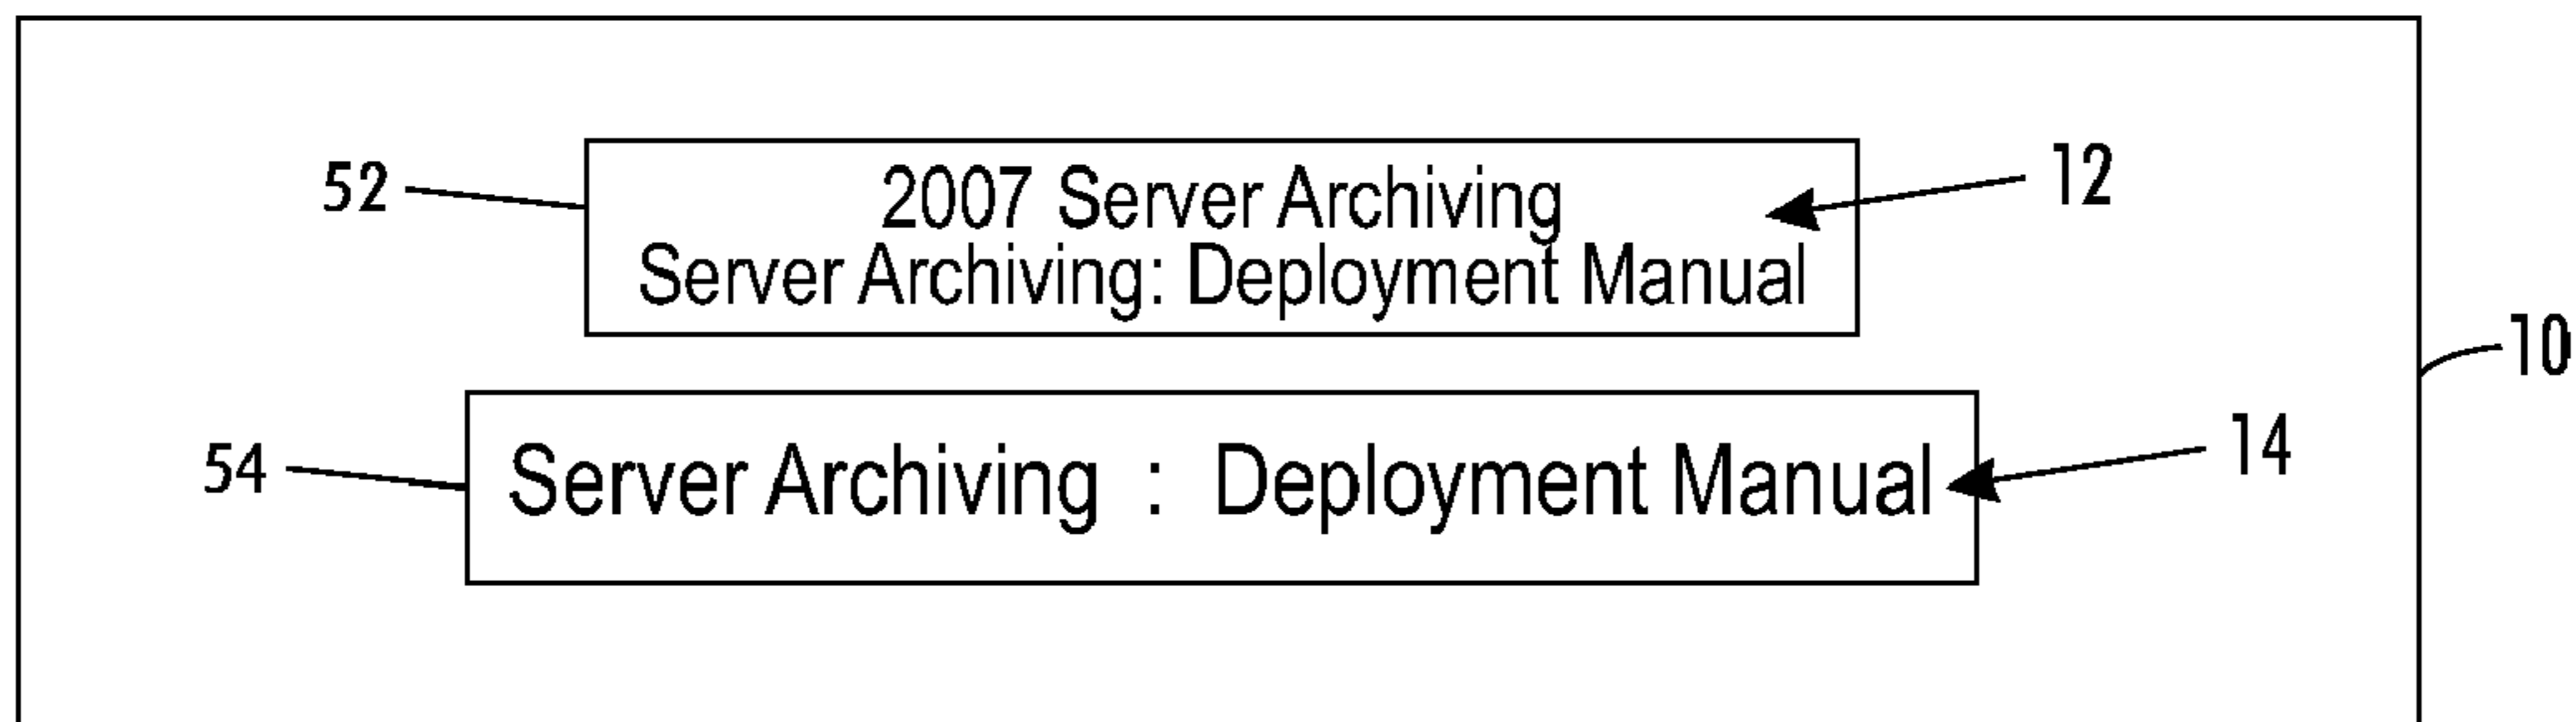 52
2007 Server Archiving
12
Server Archiving: Deployment Manual
10
54
Server Archiving : Deployment Manual
14